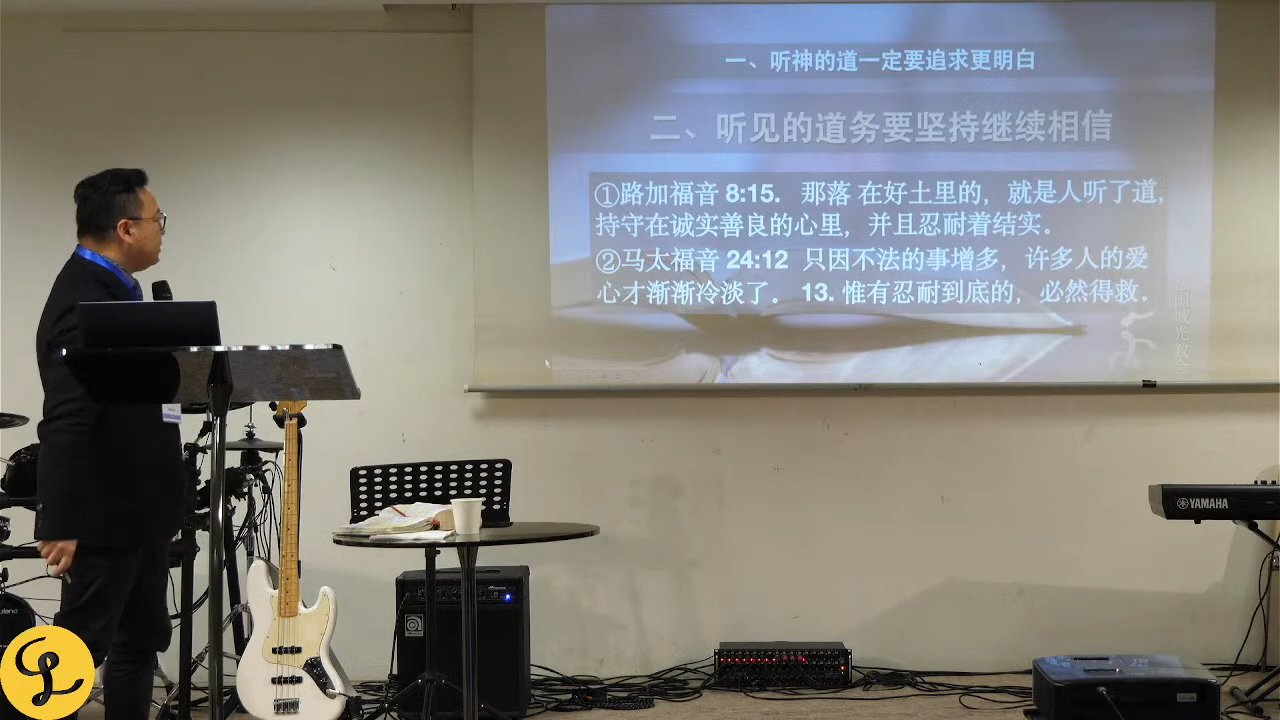 一、听神的道一定要追求更明白
二、听见的道务要坚持继续相信
①路加福音 8:15. 那落 在好土里的，就是人听了道，
持守在诚实善良的心里，并且忍耐着结实。
②马太福音 24:12 只因不法的事增多，许多人的爱
心才渐渐冷淡了。 13. 惟有忍耐到底的，必然得救。
YAMAHA